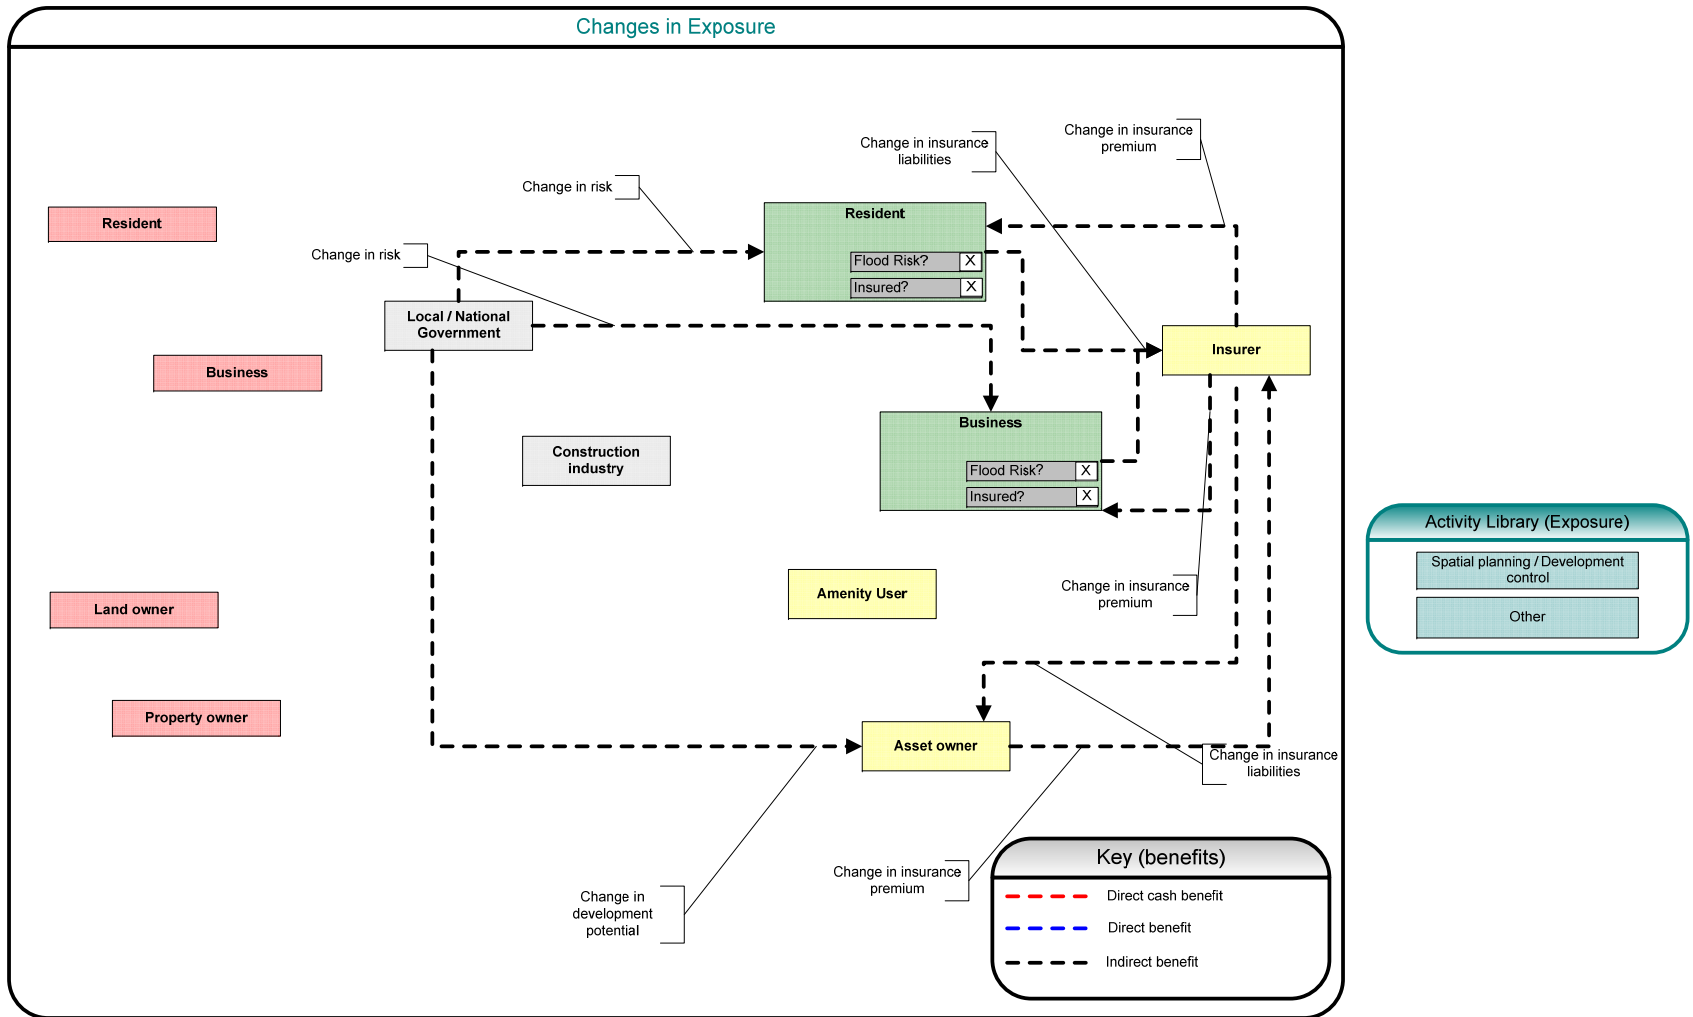 Changes in Exposure
Change in insurance
premium
Change in insurance
liabilities
Change in risk
Resident
Resident
Flood Risk? X
Insured? X
Change in risk
Local / National
Government
Insurer
Business
Business
Flood Risk? X
Insured? X
Construction
industry
Activity Library (Exposure)
Spatial planning / Development
control
Other
Change in insurance
premium
Amenity User
Land owner
Property owner
Asset owner
Change in insurance
liabilities
Change in insurance
premium
Change in
development
potential
Key (benefits)
Direct cash benefit
Direct benefit
Indirect benefit